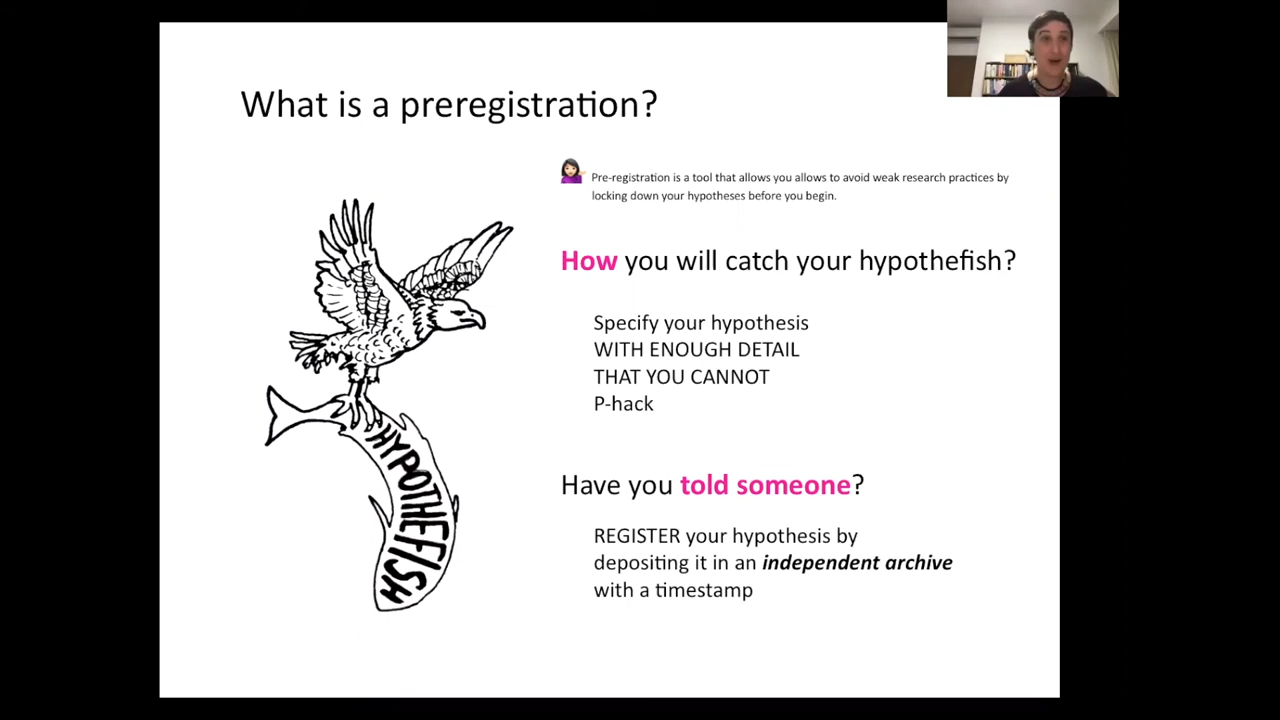 What is a preregistration?
Pre-registration is a tool that allows you allows to avoid weak research practices by
locking down your hypotheses before you begin.
How you will catch your hypothefish?
Specify your hypothesis
WITH ENOUGH DETAIL
THAT YOU CANNOT
P-hack
HYPOTHEFISH
Have you told someone?
REGISTER your hypothesis by
depositing it in an independent archive
with a timestamp